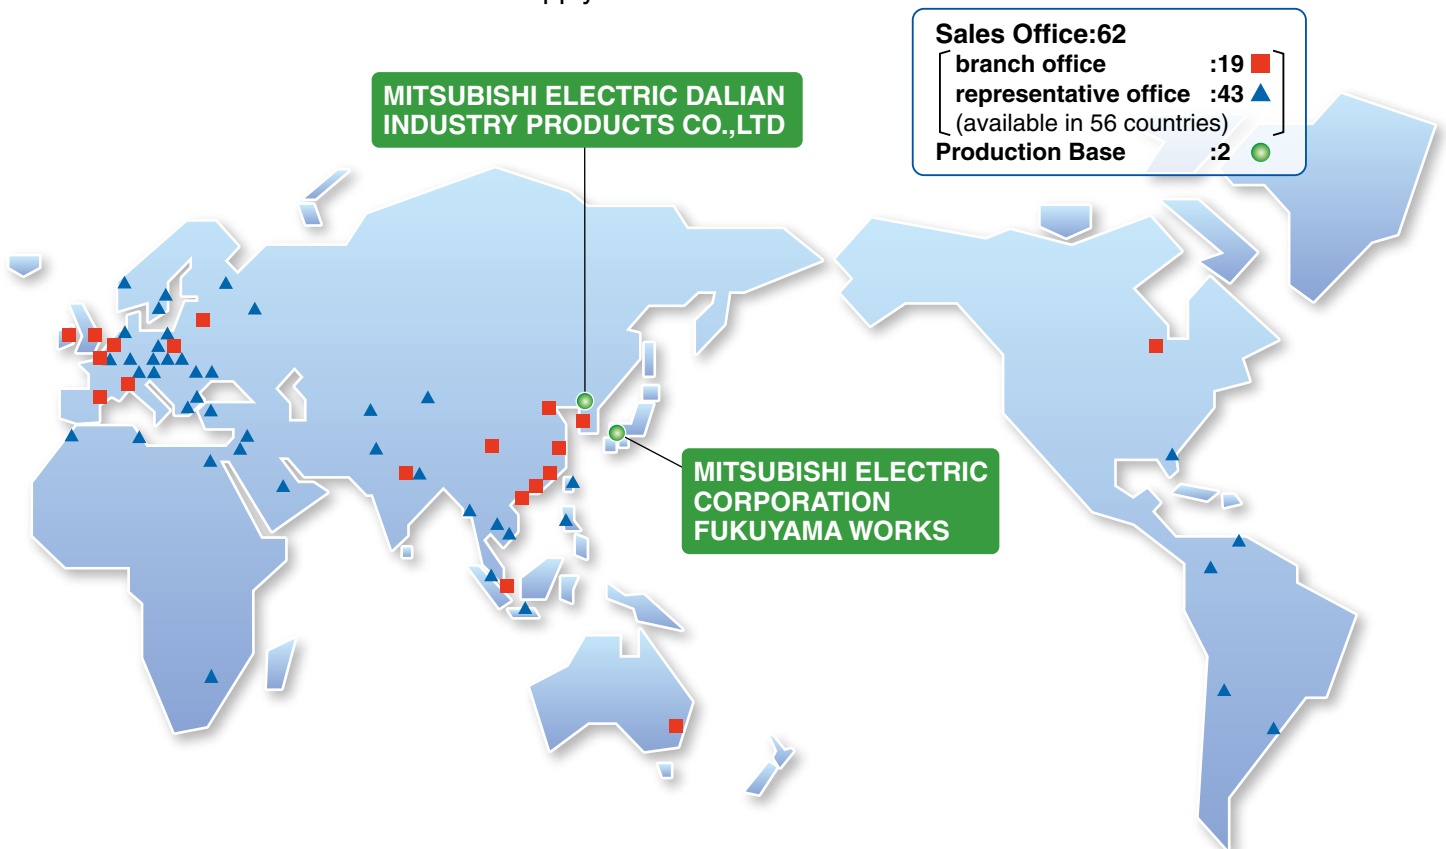 Sales Office:62
branch office :19
representative office :43
(available in 56 countries)
Production Base :2
MITSUBISHI ELECTRIC DALIAN
INDUSTRY PRODUCTS CO.,LTD
MITSUBISHI ELECTRIC
CORPORATION
FUKUYAMA WORKS